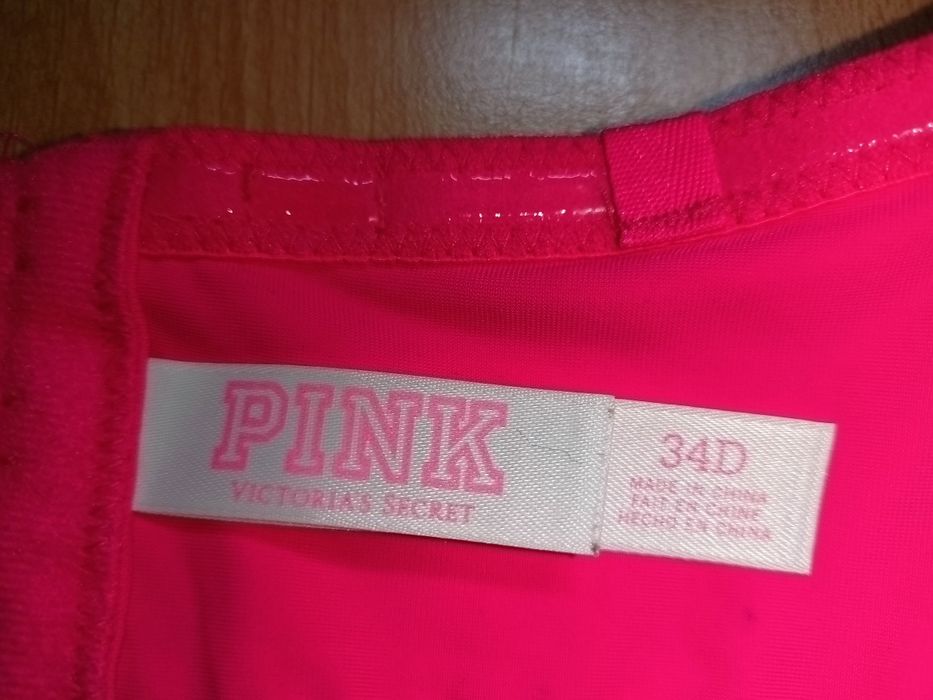 PINK
VICTORIA'S SECRET
34D
MADE IN CHINA
FAIT EN CHINE
HECHO EN CHINA